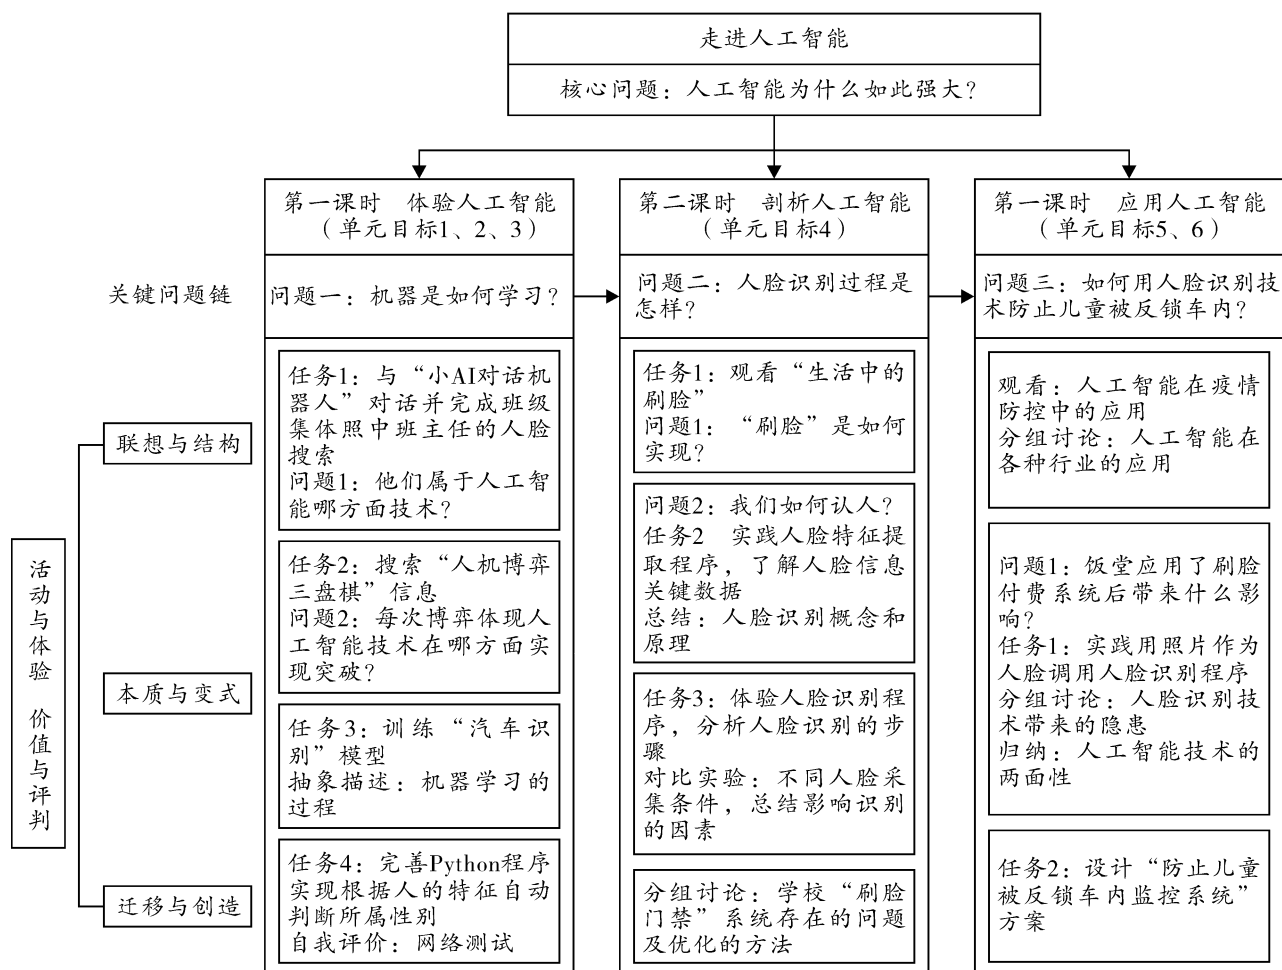 走进人工智能
核心问题：人工智能为什么如此强大？
第一课时　体验人工智能
（单元目标1、2、3）
第二课时　剖析人工智能
（单元目标4）
第一课时　应用人工智能
（单元目标5、6）
关键问题链
问题一：机器是如何学习？
问题二：人脸识别过程是
怎样？
问题三：如何用人脸识别技
术防止儿童被反锁车内？
活动与体验　价值与评判
联想与结构
本质与变式
迁移与创造
任务1：与“小AI对话机
器人”对话并完成班级
集体照中班主任的人脸
搜索
问题1：他们属于人工智
能哪方面技术？
任务2：搜索“人机博弈
三盘棋”信息
问题2：每次博弈体现人
工智能技术在哪方面实
现突破？
任务3：训练“汽车识
别”模型
抽象描述：机器学习的
过程
任务4：完善Python程序
实现根据人的特征自动
判断所属性别
自我评价：网络测试
任务1：观看“生活中的
刷脸”
问题1：“刷脸”是如何
实现？
问题2：我们如何认人？
任务2　实践人脸特征提
取程序，了解人脸信息
关键数据
总结：人脸识别概念和
原理
任务3：体验人脸识别程
序，分析人脸识别的步
骤
对比实验：不同人脸采
集条件，总结影响识别
的因素
分组讨论：学校“刷脸
门禁”系统存在的问题
及优化的方法
观看：人工智能在疫情
防控中的应用
分组讨论：人工智能在
各种行业的应用
问题1：饭堂应用了刷脸
付费系统后带来什么影
响？
任务1：实践用照片作为
人脸调用人脸识别程序
分组讨论：人脸识别技
术带来的隐患
归纳：人工智能技术的
两面性
任务2：设计“防止儿童
被反锁车内监控系统”
方案